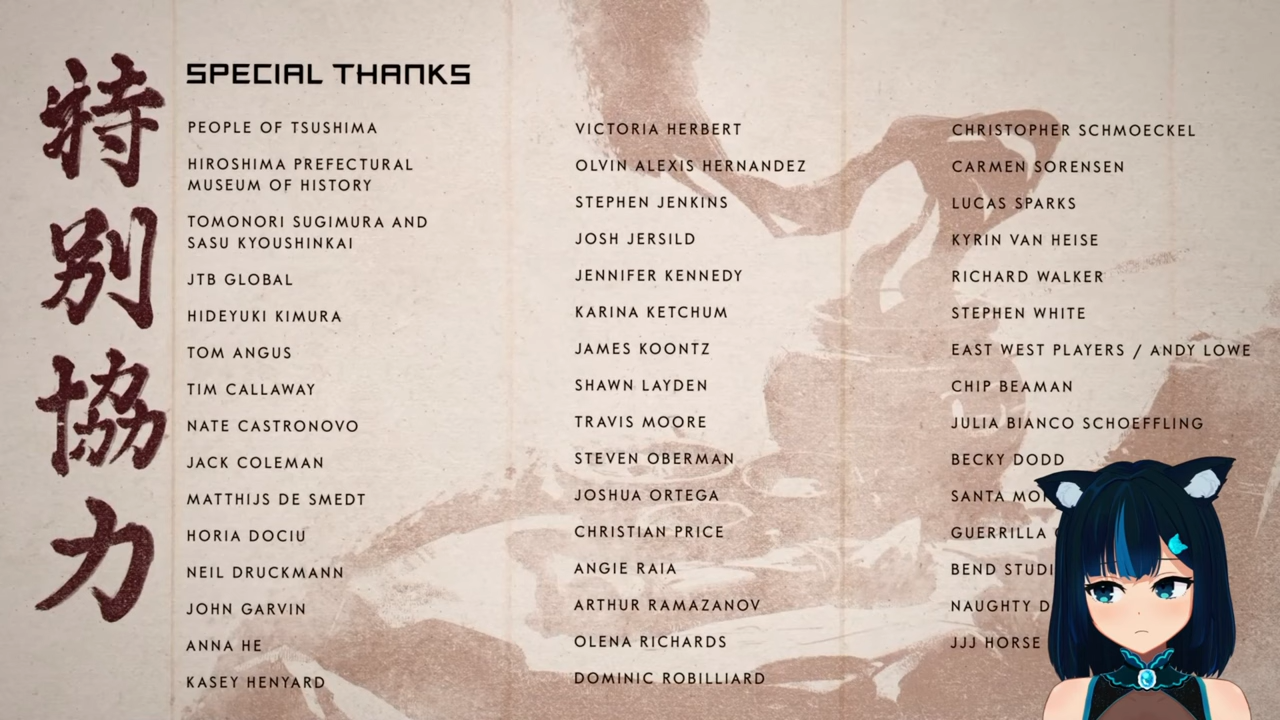 特別協力
SPECIAL THANKS
PEOPLE OF TSUSHIMA
HIROSHIMA PREFECTURAL
MUSEUM OF HISTORY
TOMONORI SUGIMURA AND
SASU KYOUSHINKAI
JTB GLOBAL
HIDEYUKI KIMURA
TOM ANGUS
TIM CALLAWAY
NATE CASTRONOVO
JACK COLEMAN
MATTHIJS DE SMEDT
HORIA DOCIU
NEIL DRUCKMANN
JOHN GARVIN
ANNA HE
KASEY HENYARD
VICTORIA HERBERT
OLVIN ALEXIS HERNANDEZ
STEPHEN JENKINS
JOSH JERSILD
JENNIFER KENNEDY
KARINA KETCHUM
JAMES KOONTZ
SHAWN LAYDEN
TRAVIS MOORE
STEVEN OBERMAN
JOSHUA ORTEGA
CHRISTIAN PRICE
ANGIE RAIA
ARTHUR RAMAZANOV
OLENA RICHARDS
DOMINIC ROBILLIARD
CHRISTOPHER SCHMOECKEL
CARMEN SORENSEN
LUCAS SPARKS
KYRIN VAN HEISE
RICHARD WALKER
STEPHEN WHITE
EAST WEST PLAYERS / ANDY LOWE
CHIP BEAMAN
JULIA BIANCO SCHOEFFLING
BECKY DODD
SANTA
GUERRILLA
BEND
NAUGHTY
JJJ HORSE